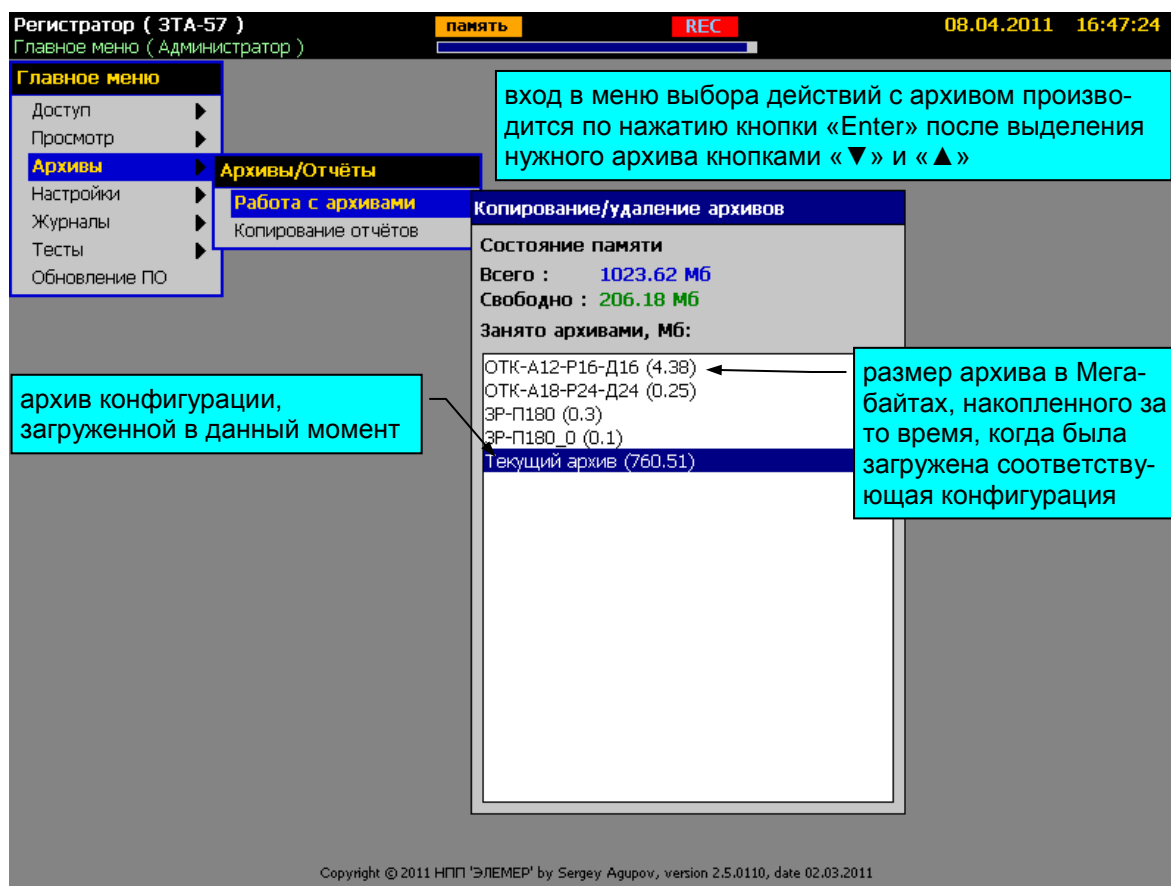 Регистратор ( ЗТА-57 )
память
REC
08.04.2011 16:47:24
Главное меню ( Администратор )
Главное меню
Доступ
Просмотр
Архивы
Настройки
Журналы
Тесты
Обновление ПО
Архивы/Отчёты
Работа с архивами
Копирование отчётов
вход в меню выбора действий с архивом произво-
дится по нажатию кнопки «Enter» после выделения
нужного архива кнопками «▼» и «▲»
Копирование/удаление архивов
Состояние памяти
Всего : 1023.62 Мб
Свободно : 206.18 Мб
Занято архивами, Мб:
ОТК-А12-Р16-Д16 (4.38)
ОТК-А18-Р24-Д24 (0.25)
ЗР-П180 (0.3)
ЗР-П180_0 (0.1)
Текущий архив (760.51)
архив конфигурации,
загруженной в данный момент
размер архива в Мега-
байтах, накопленного за
то время, когда была
загружена соответству-
ющая конфигурация
Copyright © 2011 НПП 'ЭЛЕМЕР' by Sergey Agupov, version 2.5.0110, date 02.03.2011